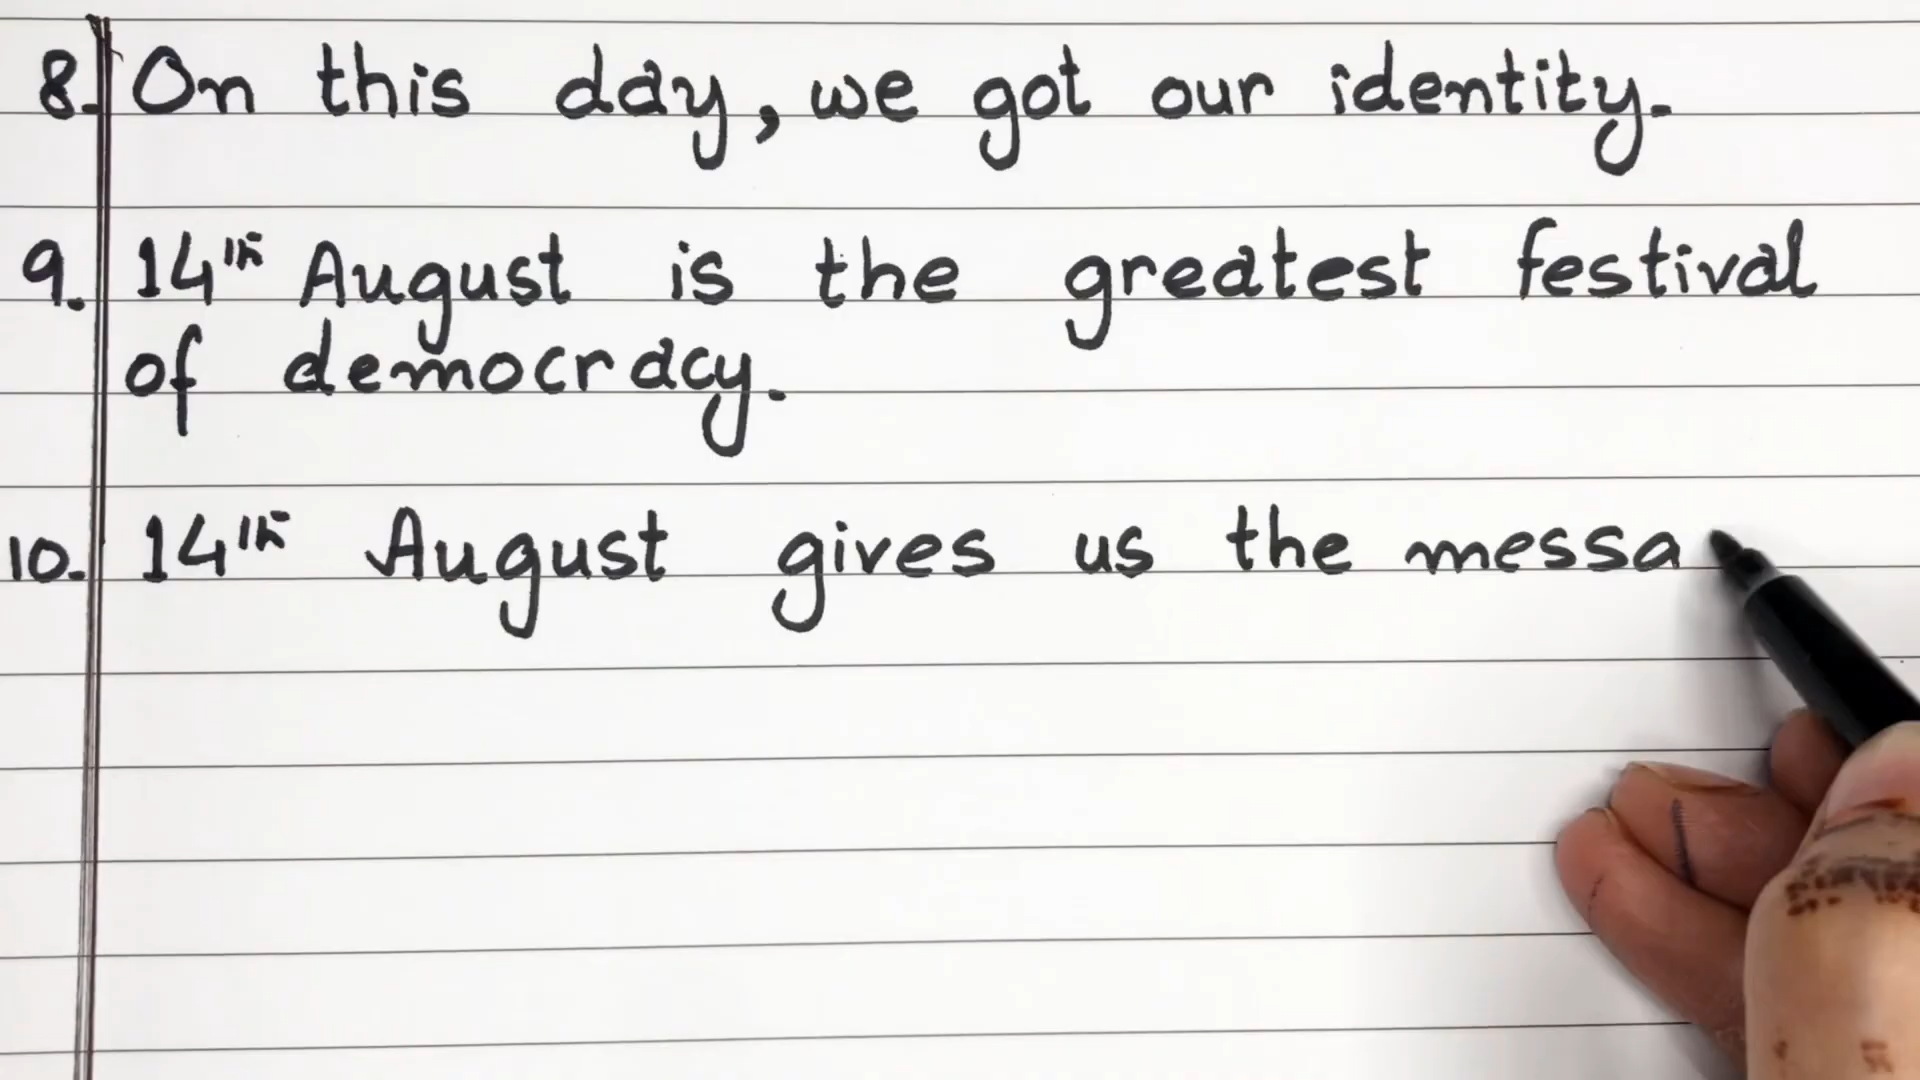 8. On this day, we got our identity.
9. 14th August is the greatest festival
of democracy.
10. 14th August gives us the messa